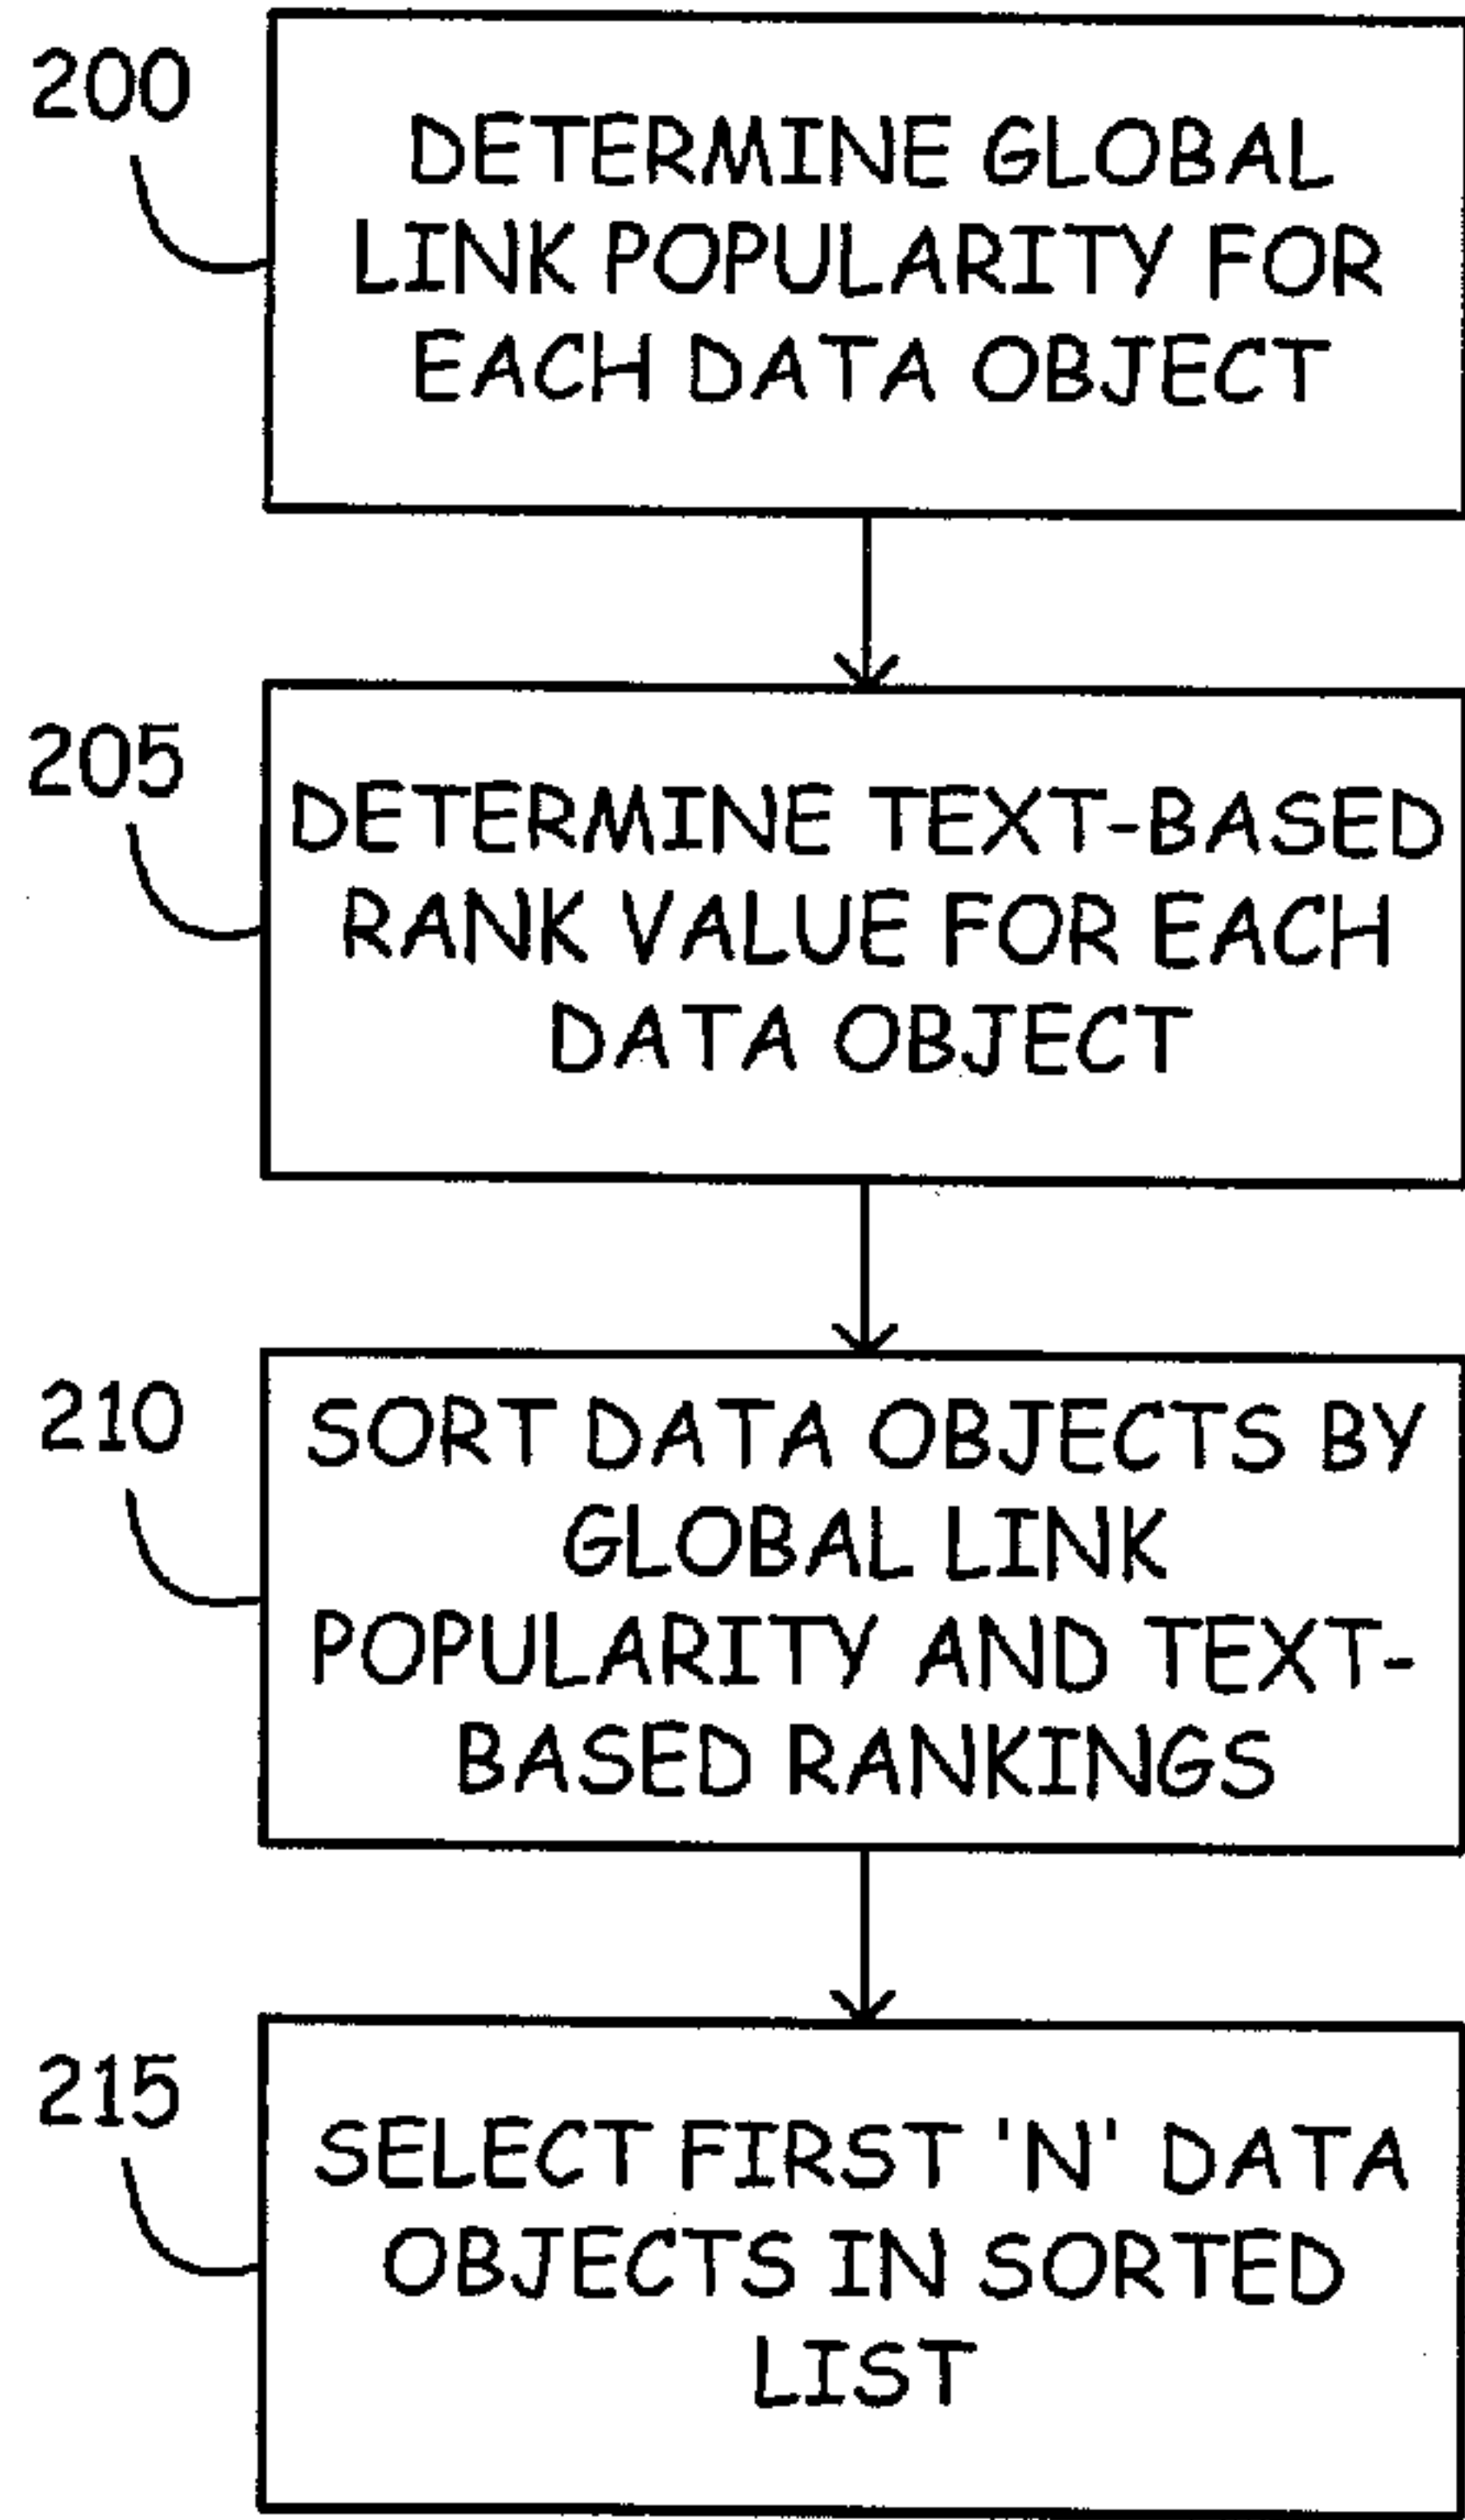 200
DETERMINE GLOBAL
LINK POPULARITY FOR
EACH DATA OBJECT
205
DETERMINE TEXT-BASED
RANK VALUE FOR EACH
DATA OBJECT
210
SORT DATA OBJECTS BY
GLOBAL LINK
POPULARITY AND TEXT-
BASED RANKINGS
215
SELECT FIRST 'N' DATA
OBJECTS IN SORTED
LIST